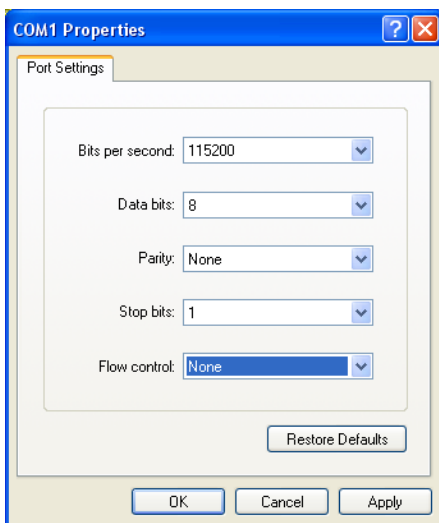 COM1 Properties
Port Settings
Bits per second: 115200
Data bits: 8
Parity: None
Stop bits: 1
Flow control: None
Restore Defaults
OK Cancel Apply